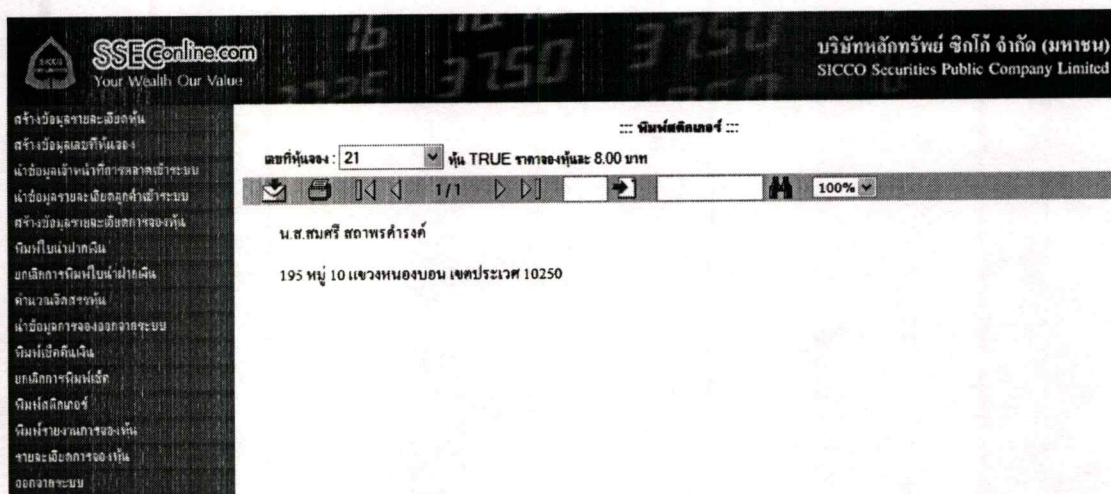 SICCO
SSEConline.com
Your Wealth Our Value
บริษัทหลักทรัพย์ ซิกโก้ จำกัด (มหาชน)
SICCO Securities Public Company Limited
สร้างข้อมูลรายละเอียดหุ้น
สร้างข้อมูลเลขที่หุ้นจอง
นำข้อมูลเจ้าหน้าที่การตลาดเข้าระบบ
นำข้อมูลรายละเอียดลูกค้าเข้าระบบ
สร้างข้อมูลรายละเอียดการจองหุ้น
พิมพ์ใบนำฝากเงิน
ยกเลิกการพิมพ์ใบนำฝากเงิน
คำนวณจัดสรรหุ้น
นำข้อมูลการจองออกจากระบบ
พิมพ์เช็คคืนเงิน
ยกเลิกการพิมพ์เช็ค
พิมพ์สติกเกอร์
พิมพ์รายงานการจองหุ้น
รายละเอียดการจองหุ้น
ออกจากระบบ
::: พิมพ์สติกเกอร์ :::
เลขที่หุ้นจอง : 21 หุ้น TRUE ราคาจองหุ้นละ 8.00 บาท
1/1 100%
น.ส.สมศรี สถาพรดำรงค์
195 หมู่ 10 แขวงหนองบอน เขตประเวศ 10250